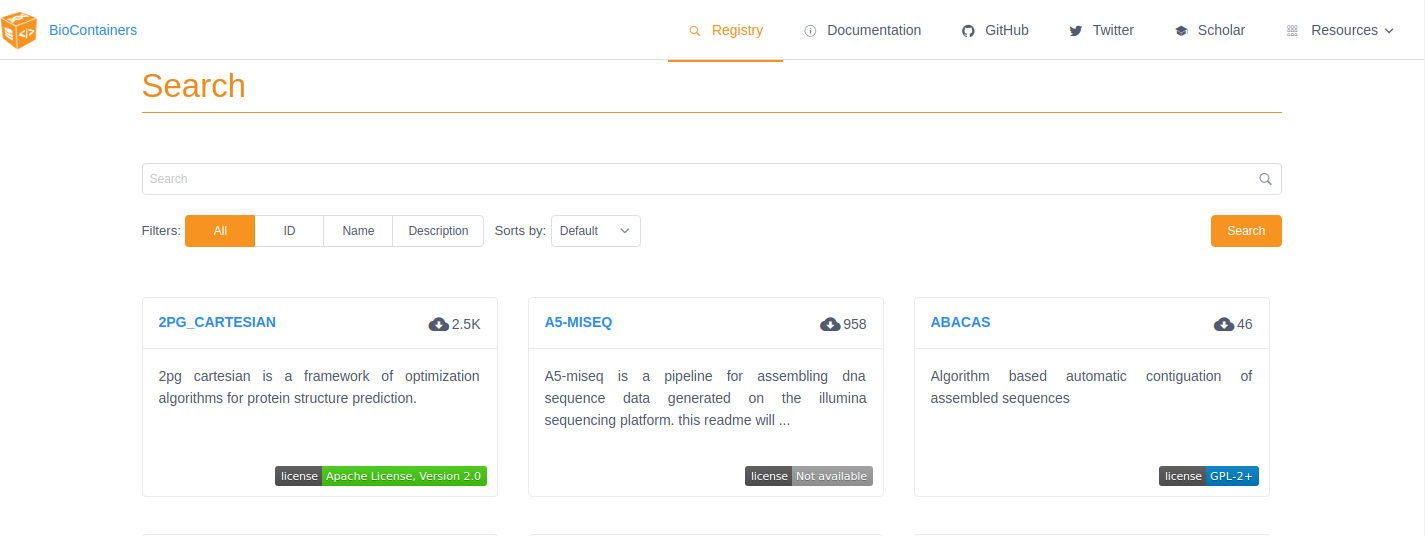 BioContainers Registry Documentation GitHub Twitter Scholar Resources
Search
Search
Filters: All ID Name Description Sorts by: Default Search
2PG_CARTESIAN 2.5K
2pg cartesian is a framework of optimization
algorithms for protein structure prediction.
license Apache License, Version 2.0
A5-MISEQ 958
A5-miseq is a pipeline for assembling dna
sequence data generated on the illumina
sequencing platform. this readme will ...
license Not available
ABACAS 46
Algorithm based automatic contiguation of
assembled sequences
license GPL-2+